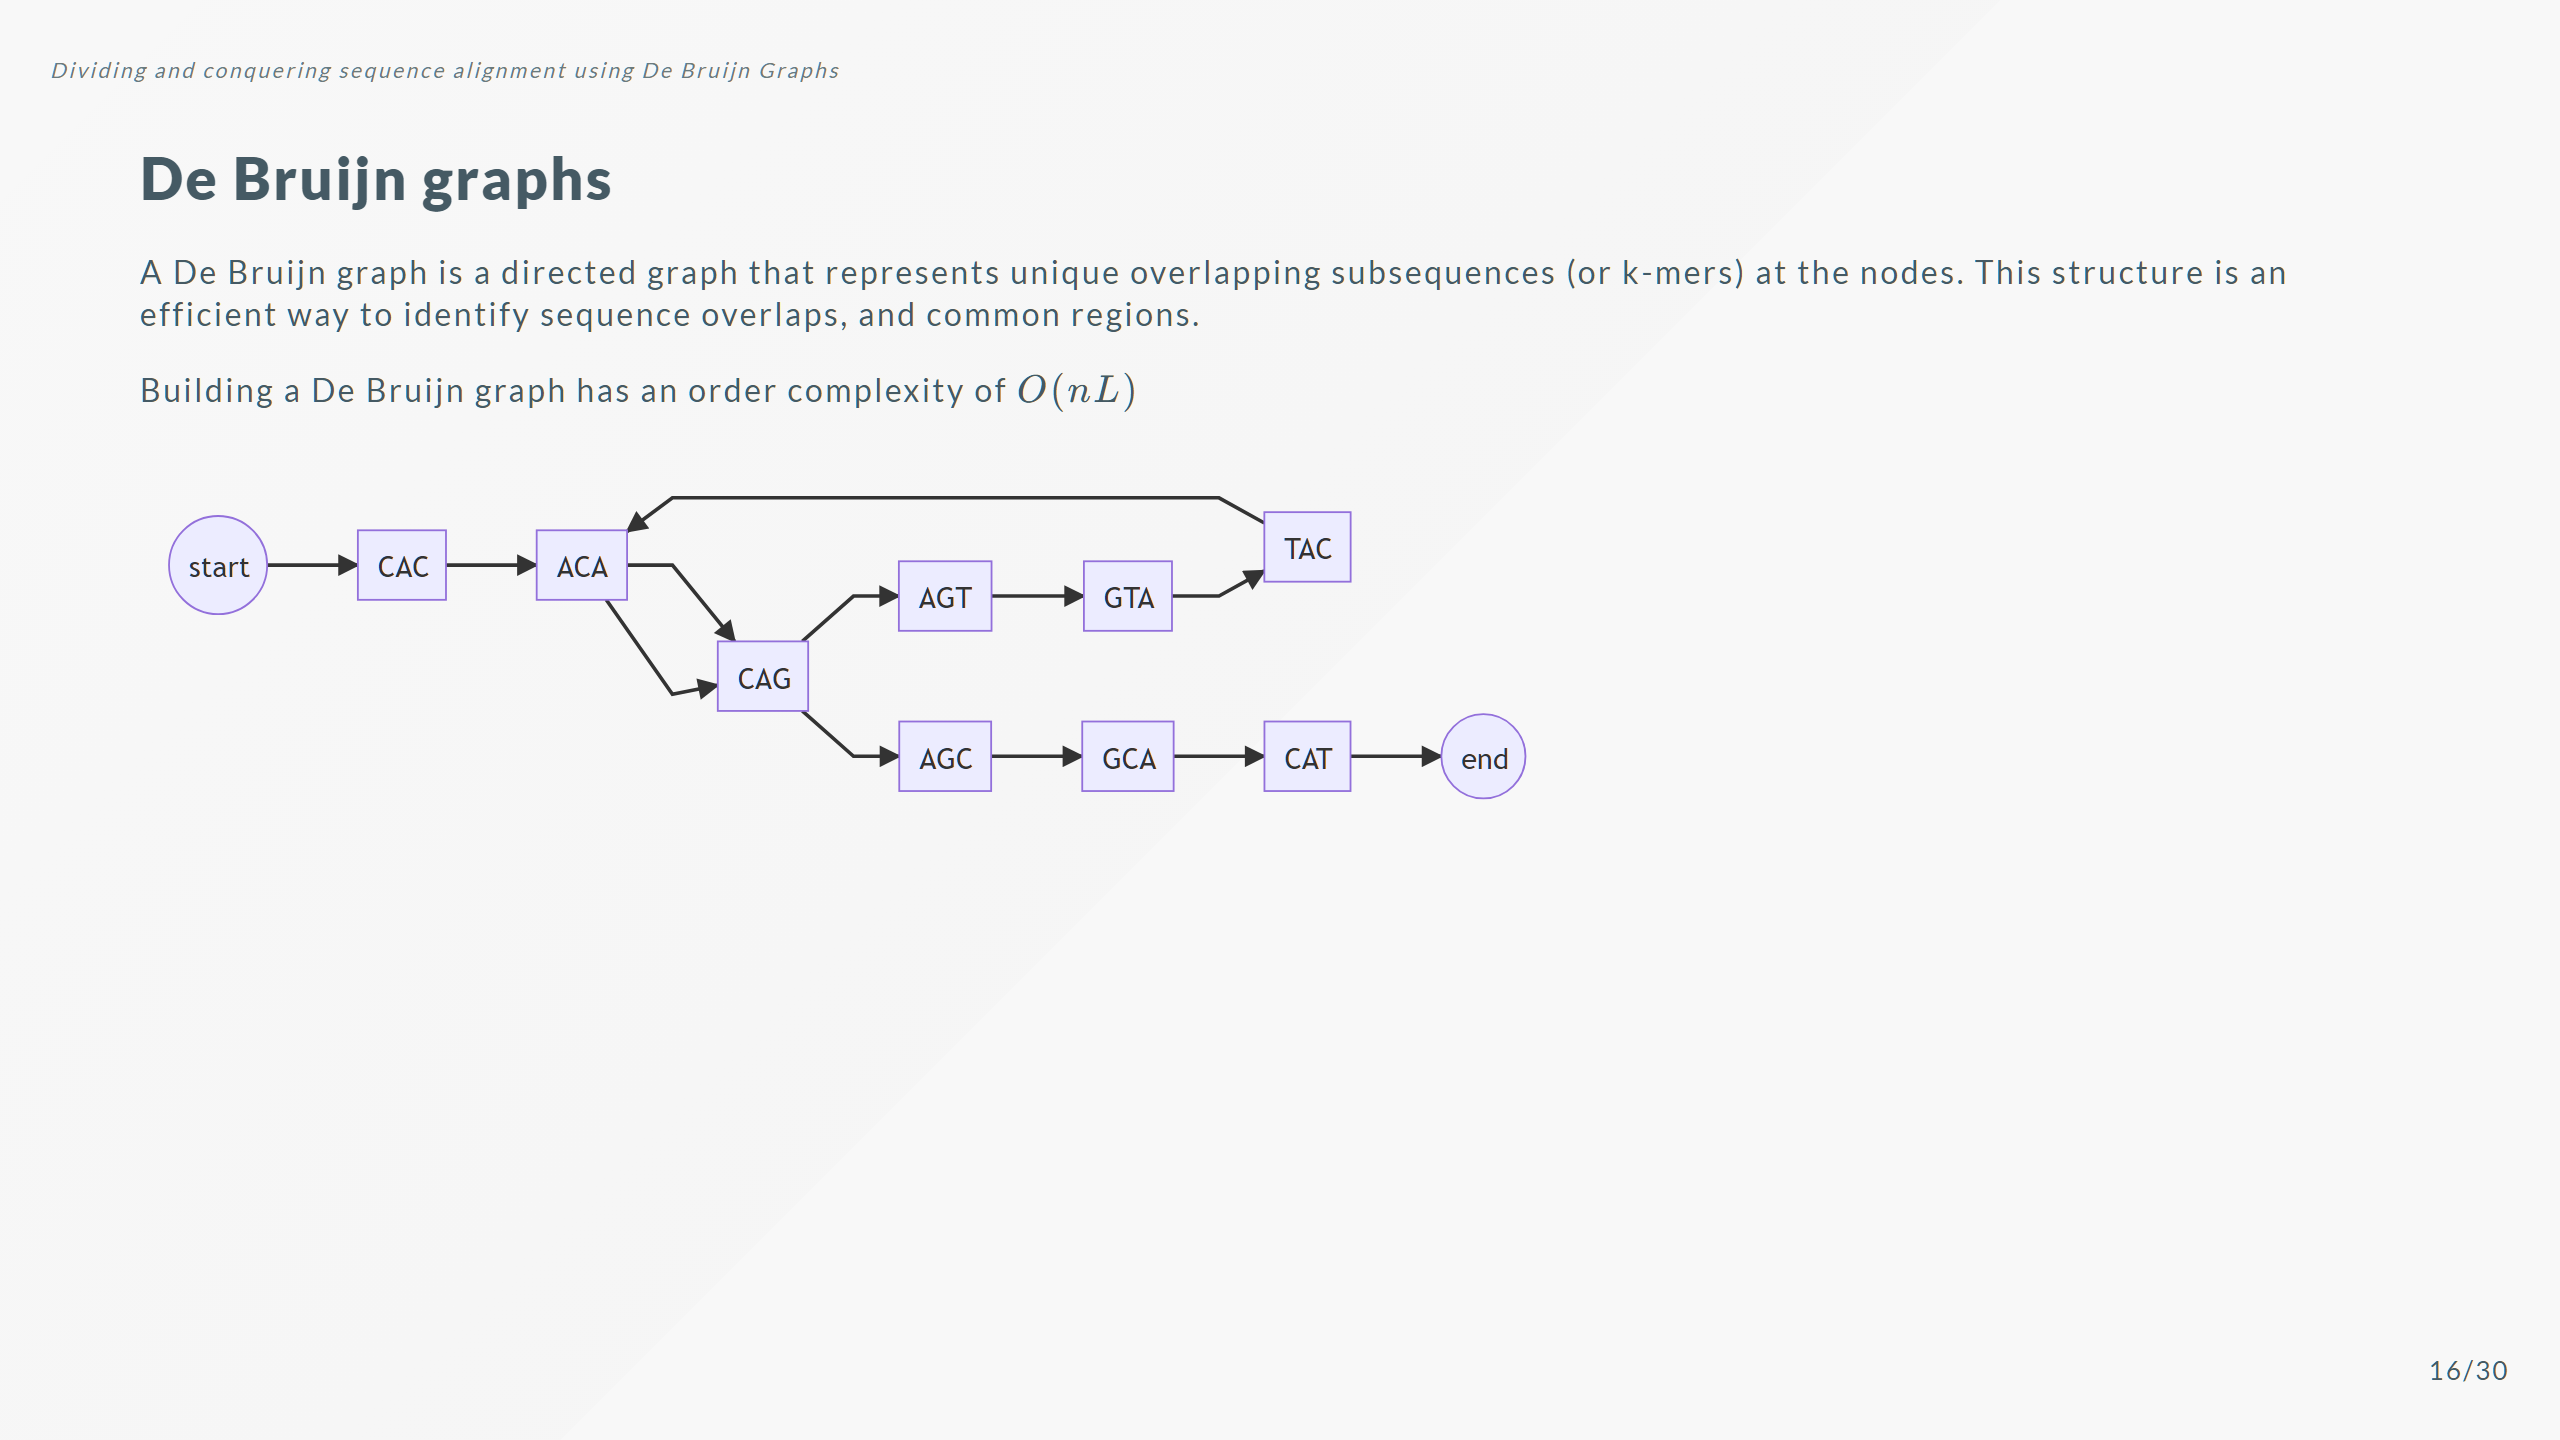 Dividing and conquering sequence alignment using De Bruijn Graphs
De Bruijn graphs
A De Bruijn graph is a directed graph that represents unique overlapping subsequences (or k-mers) at the nodes. This structure is an
efficient way to identify sequence overlaps, and common regions.
Building a De Bruijn graph has an order complexity of O(nL)
start
CAC
ACA
CAG
AGT
GTA
TAC
AGC
GCA
CAT
end
16/30